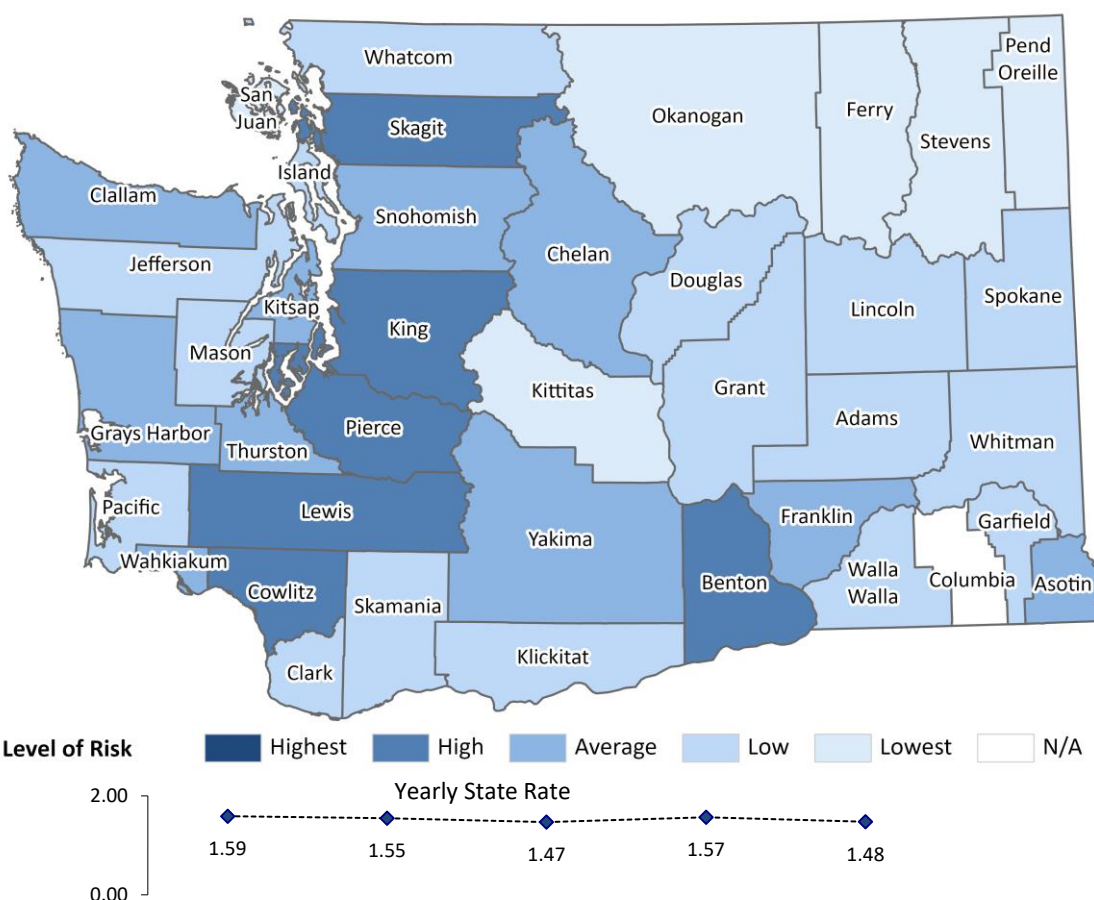 Whatcom
San
Juan
Skagit
Okanogan
Ferry
Stevens
Pend
Oreille
Island
Clallam
Snohomish
Chelan
Jefferson
Douglas
Kitsap
Lincoln
Spokane
King
Mason
Kittitas
Grant
Adams
Whitman
Grays Harbor
Thurston
Pierce
Pacific
Lewis
Yakima
Franklin
Garfield
Wahkiakum
Cowlitz
Skamania
Benton
Walla
Walla
Columbia
Asotin
Clark
Klickitat
Level of Risk Highest High Average Low Lowest N/A
Yearly State Rate
2.00
1.59 1.55 1.47 1.57 1.48
0.00